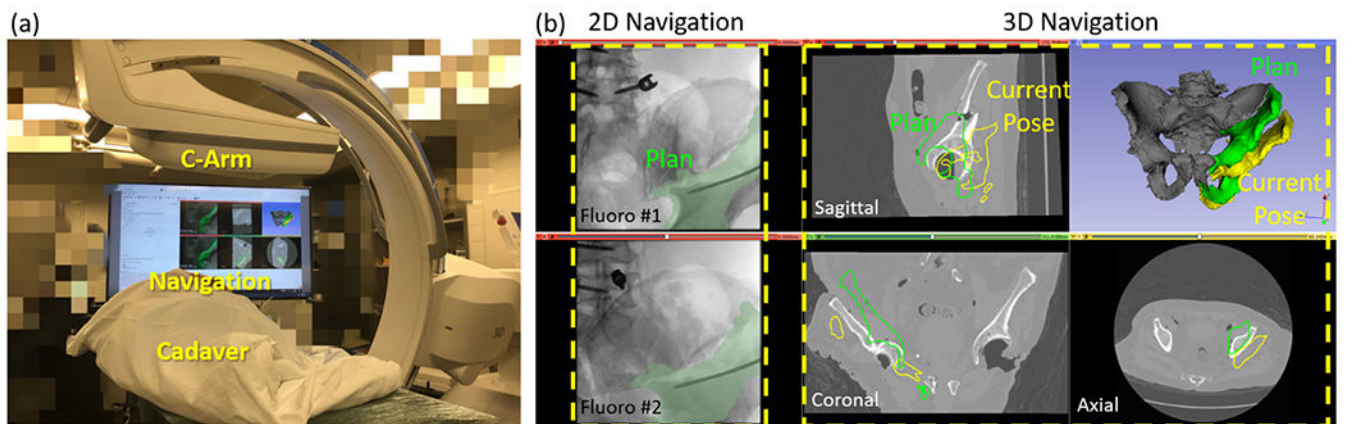 (a)
C-Arm
Navigation
Cadaver
(b)
2D Navigation
3D Navigation
Plan
Fluoro #1
Fluoro #2
Plan
Current
Pose
Sagittal
Plan
Current
Pose
Coronal
Axial